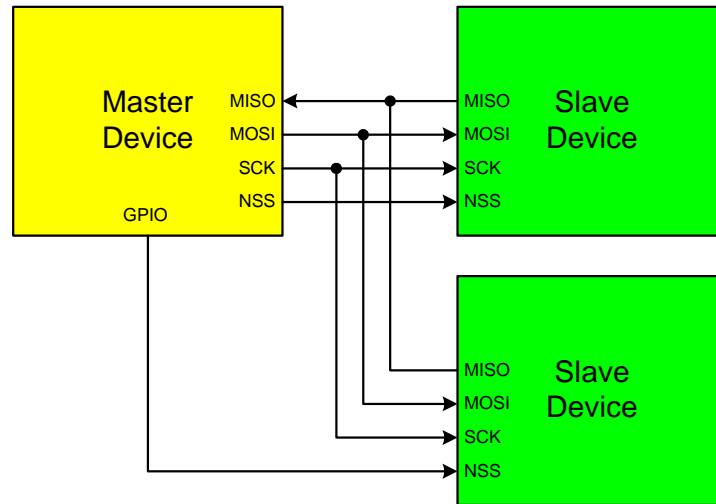 Master
Device
MISO
MOSI
SCK
NSS
GPIO
MISO
MOSI
SCK
NSS
Slave
Device
MISO
MOSI
SCK
NSS
Slave
Device